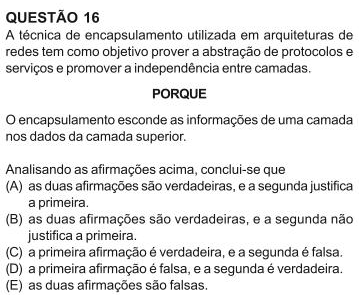 QUESTÃO 16
A técnica de encapsulamento utilizada em arquiteturas de
redes tem como objetivo prover a abstração de protocolos e
serviços e promover a independência entre camadas.
PORQUE
O encapsulamento esconde as informações de uma camada
nos dados da camada superior.
Analisando as afirmações acima, conclui-se que
(A) as duas afirmações são verdadeiras, e a segunda justifica
a primeira.
(B) as duas afirmações são verdadeiras, e a segunda não
justifica a primeira.
(C) a primeira afirmação é verdadeira, e a segunda é falsa.
(D) a primeira afirmação é falsa, e a segunda é verdadeira.
(E) as duas afirmações são falsas.